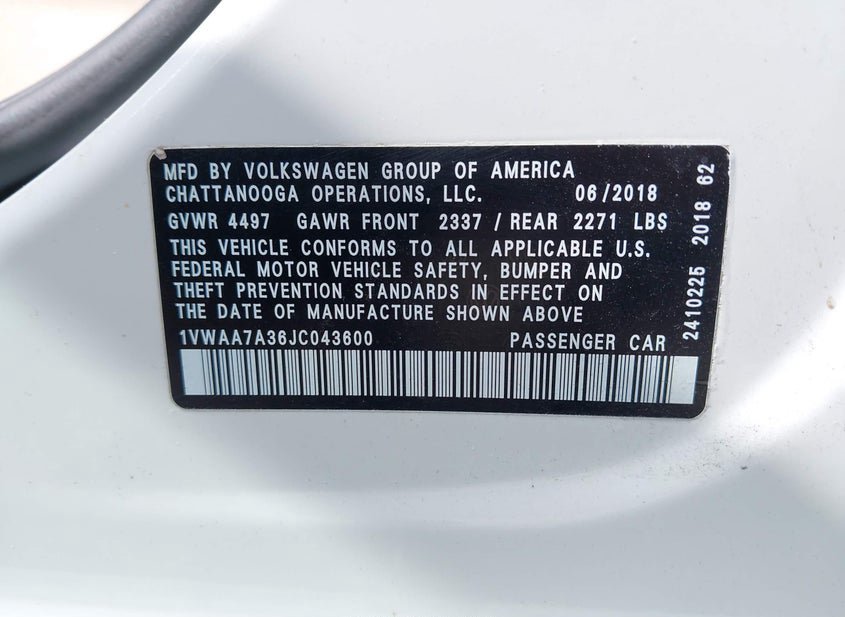 MFD BY VOLKSWAGEN GROUP OF AMERICA
CHATTANOOGA OPERATIONS, LLC. 06/2018
GVWR 4497 GAWR FRONT 2337 / REAR 2271 LBS
THIS VEHICLE CONFORMS TO ALL APPLICABLE U.S.
FEDERAL MOTOR VEHICLE SAFETY, BUMPER AND
THEFT PREVENTION STANDARDS IN EFFECT ON
THE DATE OF MANUFACTURE SHOWN ABOVE
1VWAA7A36JC043600 PASSENGER CAR
2410225 2018 62